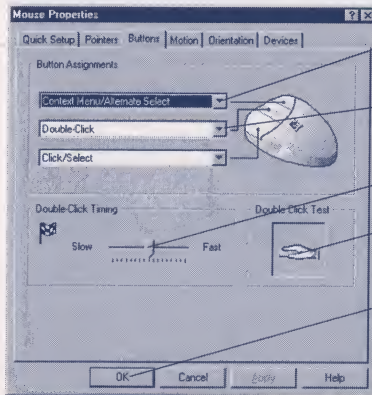 Mouse Properties
Quick Setup Pointers Buttons Motion Orientation Devices
Button Assignments
Context Menu/Alternate Select
Double-Click
Click/Select
Double-Click Timing
Double Click Test
Slow Fast
OK Cancel Apply Help